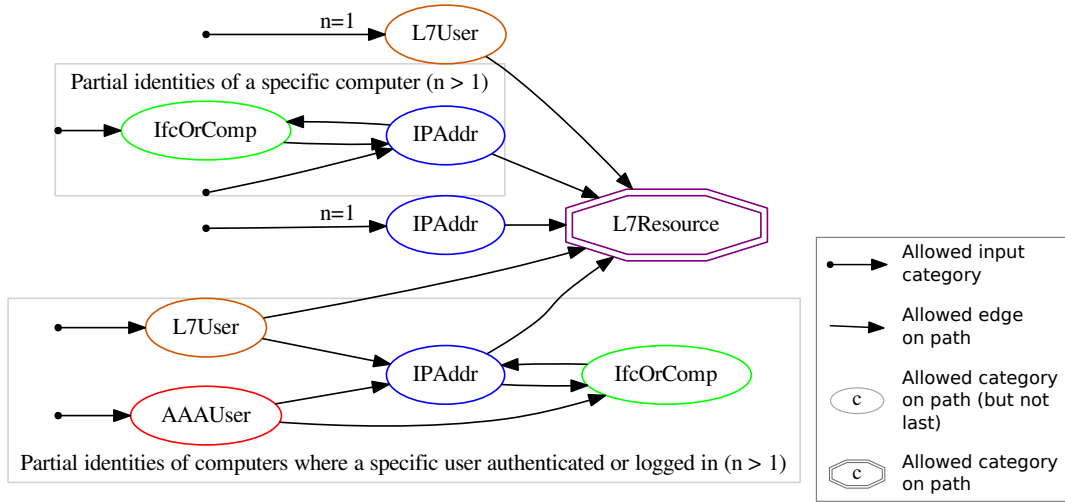 n=1
L7User
Partial identities of a specific computer (n > 1)
IfcOrComp
IPAddr
n=1
IPAddr
L7Resource
L7User
IPAddr
IfcOrComp
AAAUser
Partial identities of computers where a specific user authenticated or logged in (n > 1)
Allowed input
category
Allowed edge
on path
c
Allowed category
on path (but not
last)
c
Allowed category
on path